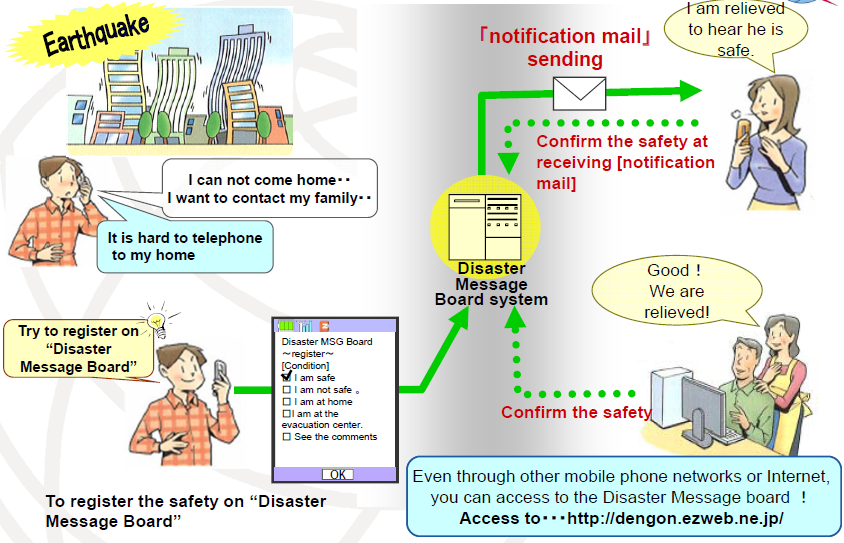 Earthquake
I can not come home・・
I want to contact my family・・
It is hard to telephone
to my home
Try to register on
“Disaster
Message Board”
Disaster MSG Board
～register～
[Condition]
I am safe
I am not safe 。
I am at home
I am at the
evacuation center.
See the comments
OK
To register the safety on “Disaster
Message Board”
「notification mail」
sending
I am relieved
to hear he is
safe.
Confirm the safety at
receiving [notification
mail]
Disaster
Message
Board system
Good！
We are
relieved!
Confirm the safety
Even through other mobile phone networks or Internet,
you can access to the Disaster Message board ！
Access to・・・http://dengon.ezweb.ne.jp/